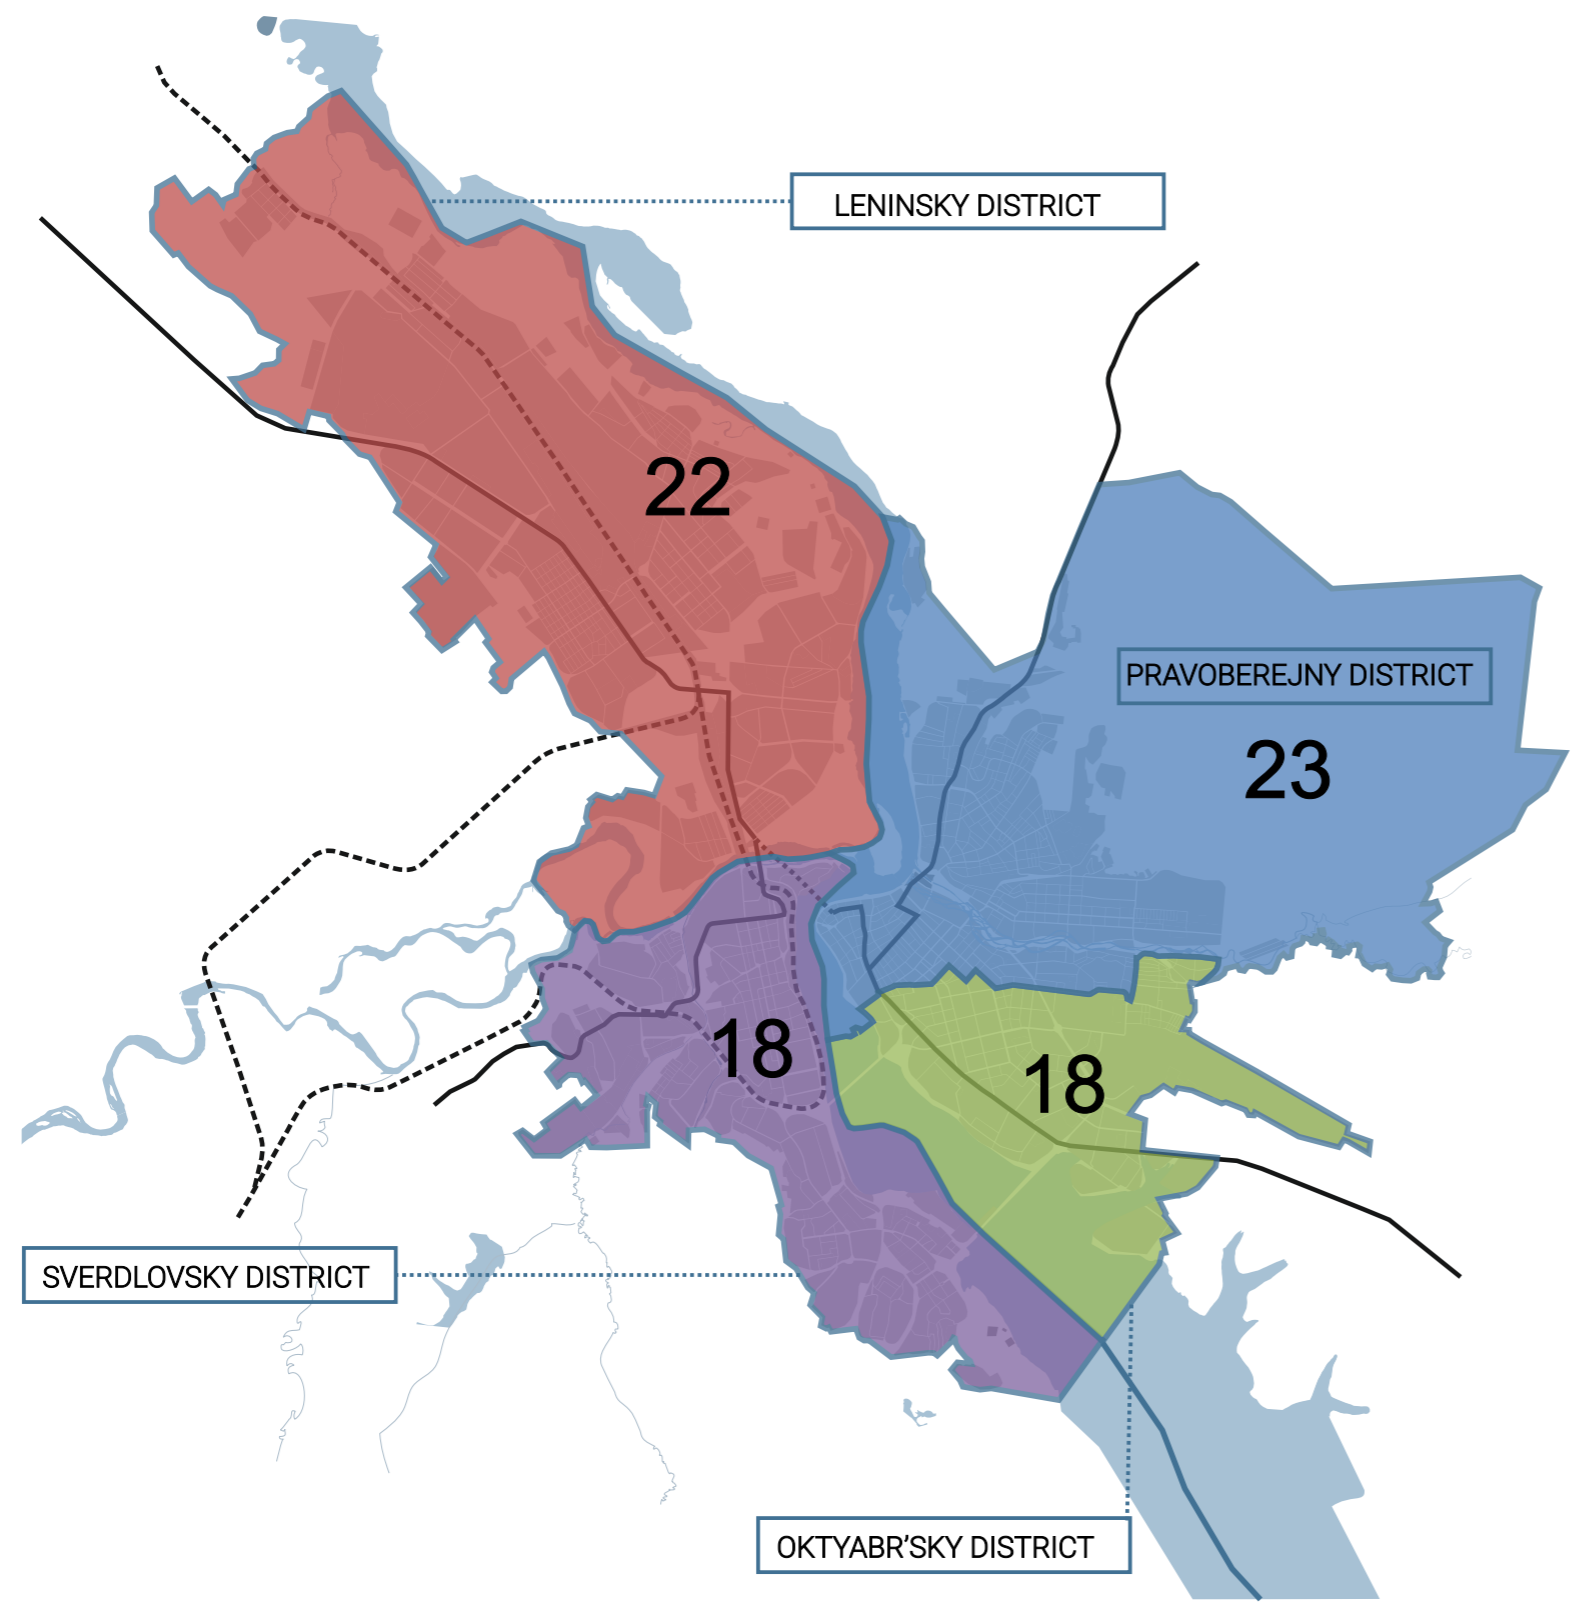 LENINSKY DISTRICT
22
PRAVOBEREJNY DISTRICT
23
18
18
SVERDLOVSKY DISTRICT
OKTYABR’SKY DISTRICT